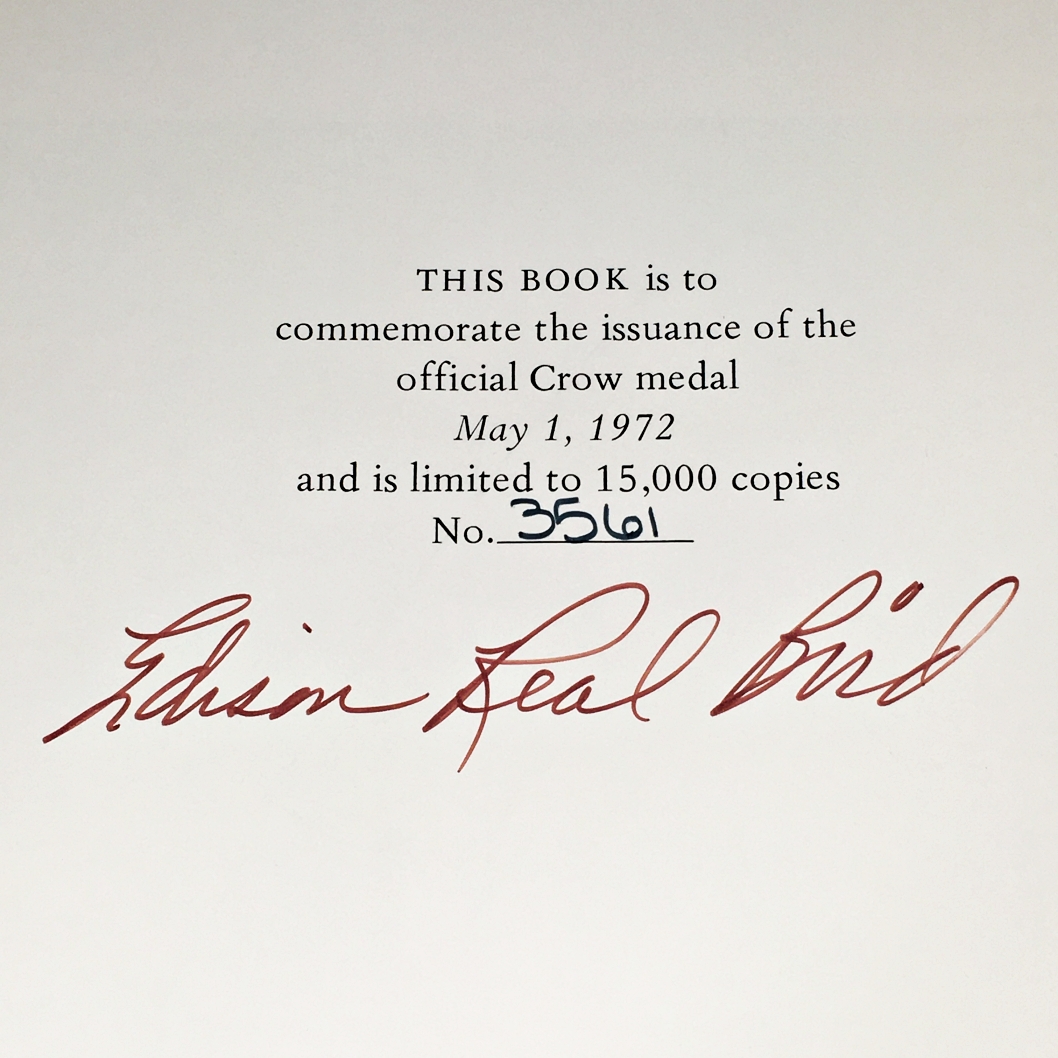 THIS BOOK is to
commemorate the issuance of the
official Crow medal
May 1, 1972
and is limited to 15,000 copies
No. 3561
Edison Real Bird